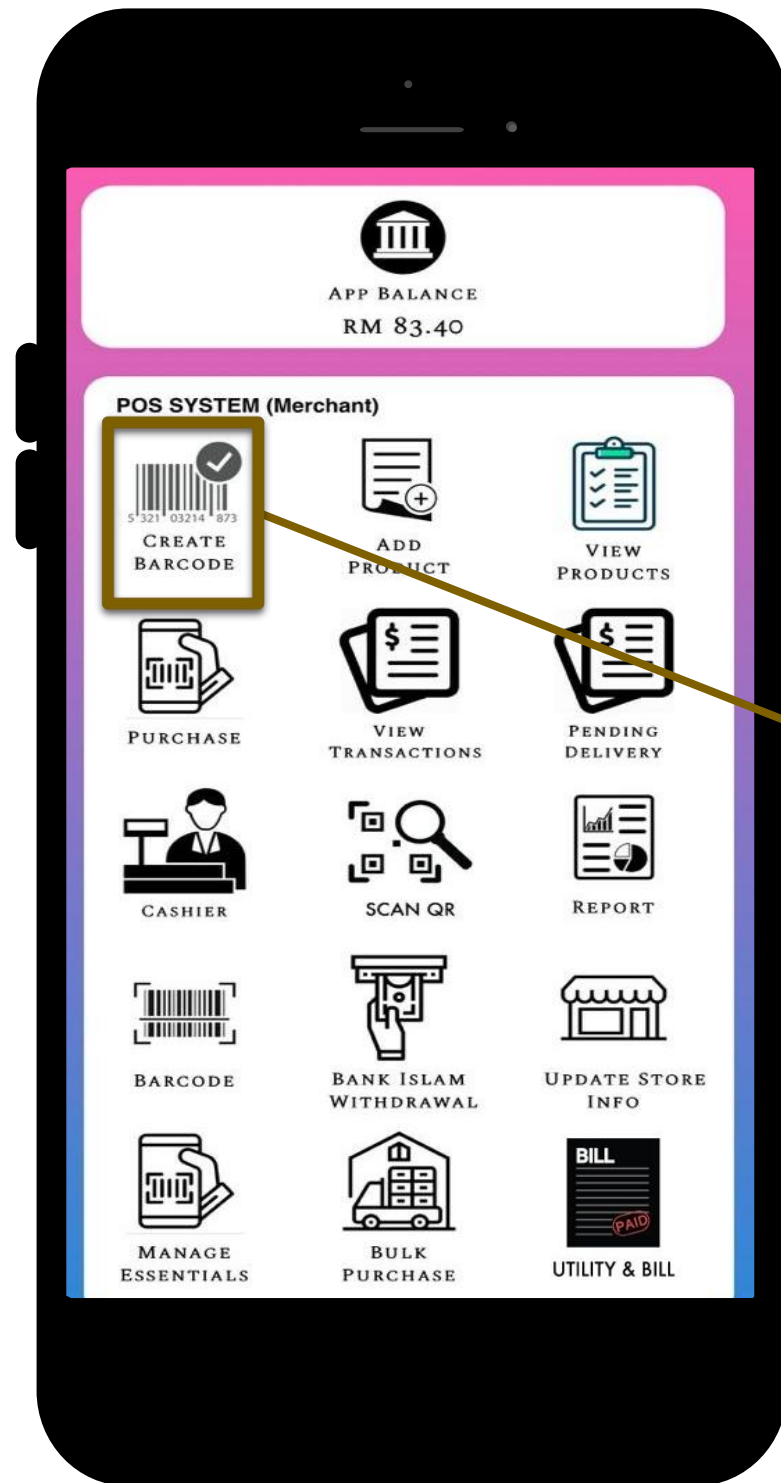 APP BALANCE
RM 83.40
POS SYSTEM (Merchant)
5 321 03214 873
CREATE
BARCODE
ADD
PRODUCT
VIEW
PRODUCTS
$
$
PURCHASE
VIEW
TRANSACTIONS
PENDING
DELIVERY
CASHIER
SCAN QR
REPORT
BARCODE
BANK ISLAM
WITHDRAWAL
UPDATE STORE
INFO
BILL
PAID
MANAGE
ESSENTIALS
BULK
PURCHASE
UTILITY & BILL